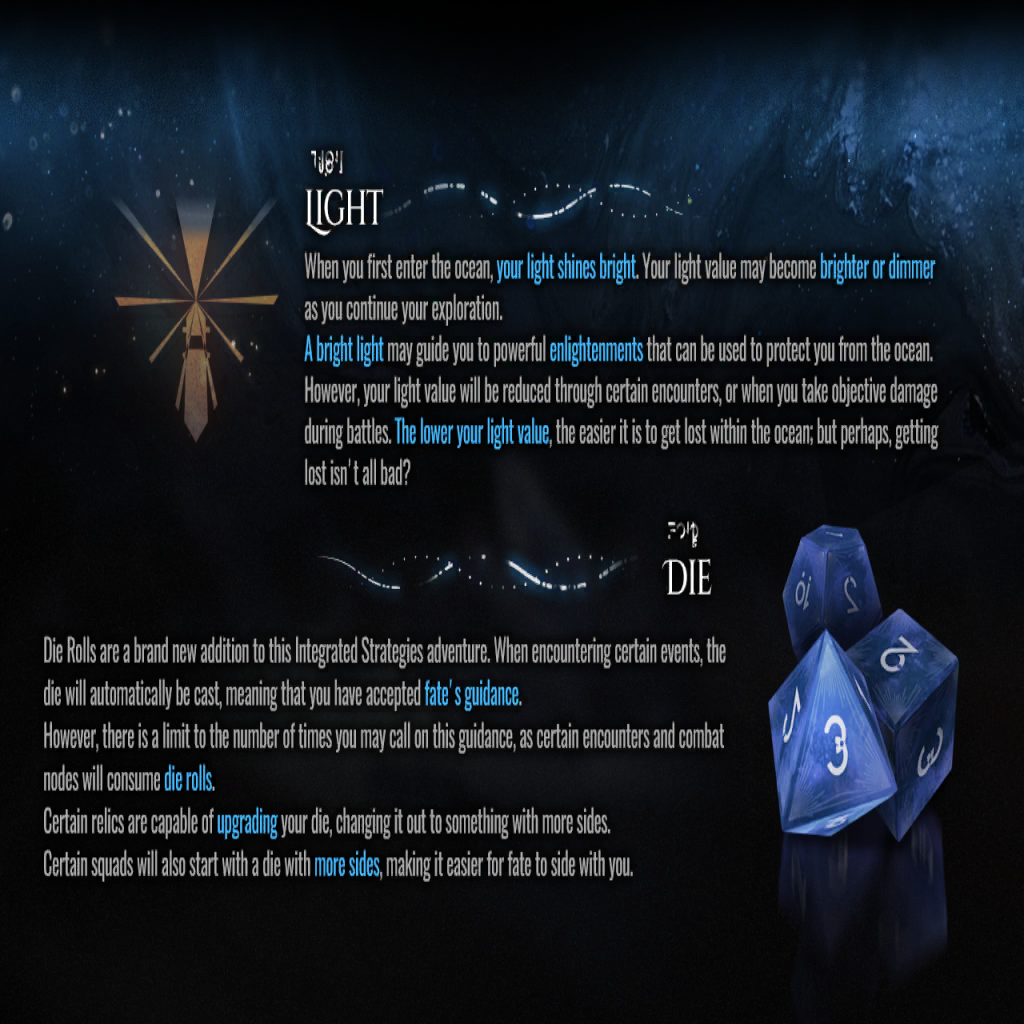 LIGHT
When you first enter the ocean, your light shines bright. Your light value may become brighter or dimmer
as you continue your exploration.
A bright light may guide you to powerful enlightenments that can be used to protect you from the ocean.
However, your light value will be reduced through certain encounters, or when you take objective damage
during battles. The lower your light value, the easier it is to get lost within the ocean; but perhaps, getting
lost isn't all bad?
DIE
Die Rolls are a brand new addition to this Integrated Strategies adventure. When encountering certain events, the
die will automatically be cast, meaning that you have accepted fate's guidance.
However, there is a limit to the number of times you may call on this guidance, as certain encounters and combat
nodes will consume die rolls.
Certain relics are capable of upgrading your die, changing it out to something with more sides.
Certain squads will also start with a die with more sides, making it easier for fate to side with you.
10
2
5
3